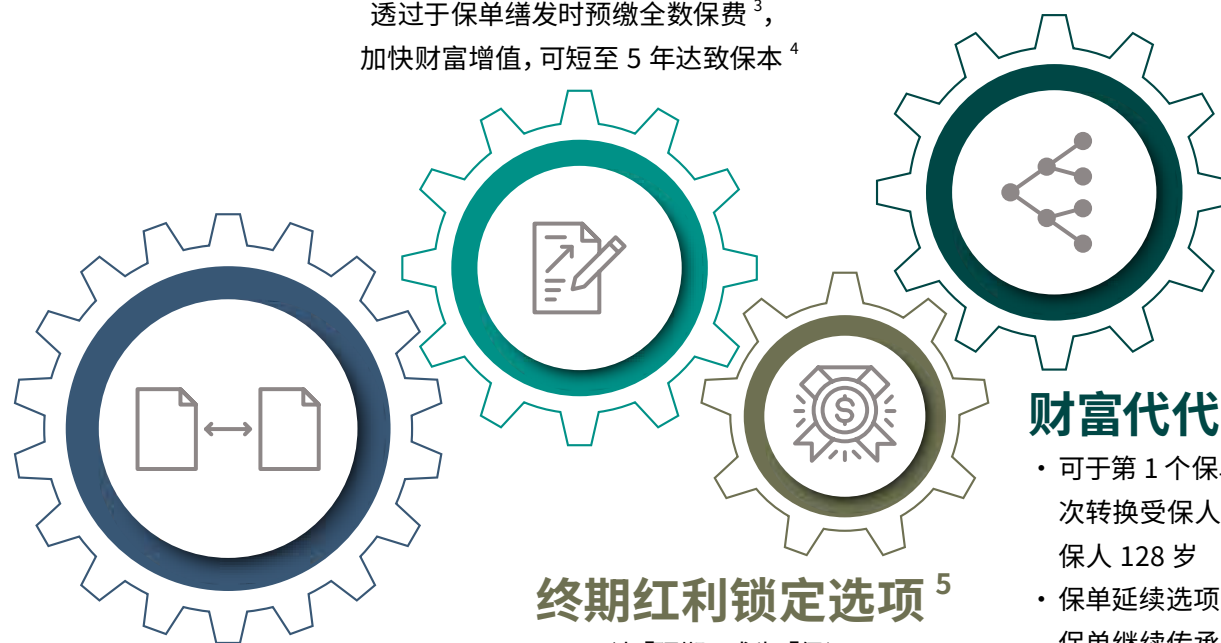 透过于保单缮发时预缴全数保费 3，
加快财富增值，可短至 5 年达致保本 4
$
财富代代
• 可于第 1 个保
次转换受保人
保人 128 岁
• 保单延续选项
终期红利锁定选项 5